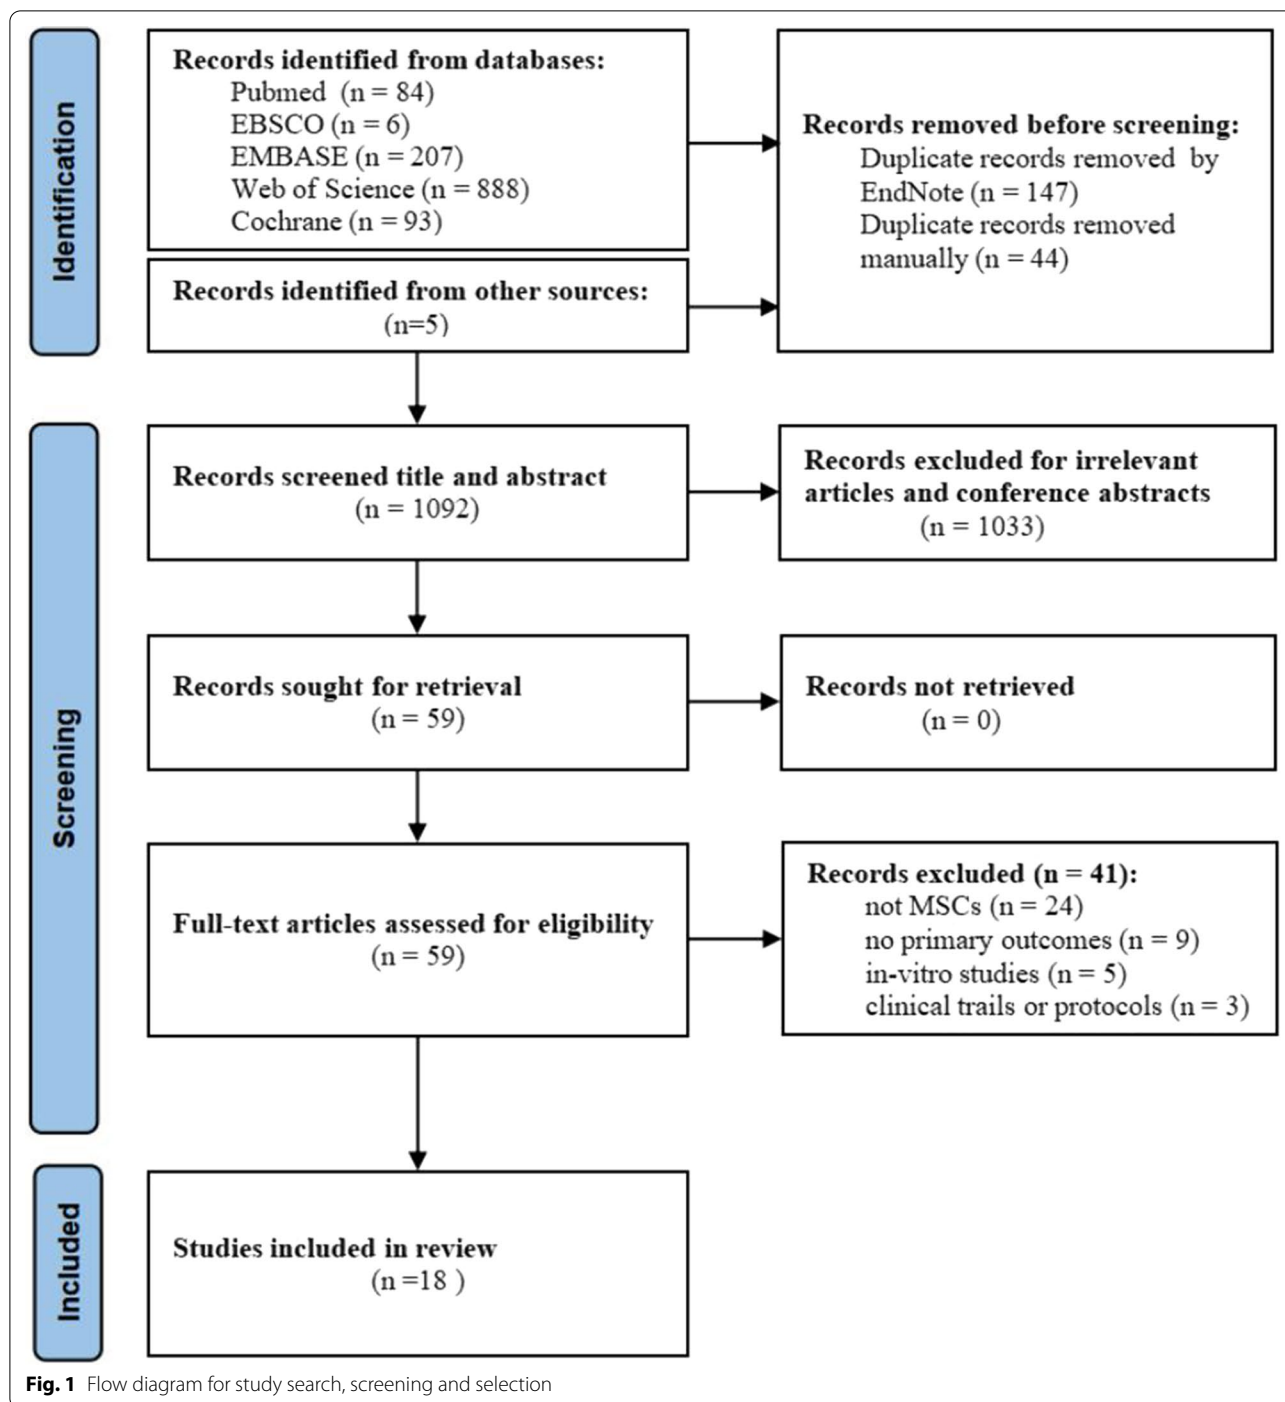 Identification
Records identified from databases:
Pubmed (n = 84)
EBSCO (n = 6)
EMBASE (n = 207)
Web of Science (n = 888)
Cochrane (n = 93)
Records removed before screening:
Duplicate records removed by
EndNote (n = 147)
Duplicate records removed
manually (n = 44)
Records identified from other sources:
(n=5)
Screening
Records screened title and abstract
(n = 1092)
Records excluded for irrelevant
articles and conference abstracts
(n = 1033)
Records sought for retrieval
(n = 59)
Records not retrieved
(n = 0)
Full-text articles assessed for eligibility
(n = 59)
Records excluded (n = 41):
not MSCs (n = 24)
no primary outcomes (n = 9)
in-vitro studies (n = 5)
clinical trails or protocols (n = 3)
Included
Studies included in review
(n =18 )
Fig. 1 Flow diagram for study search, screening and selection